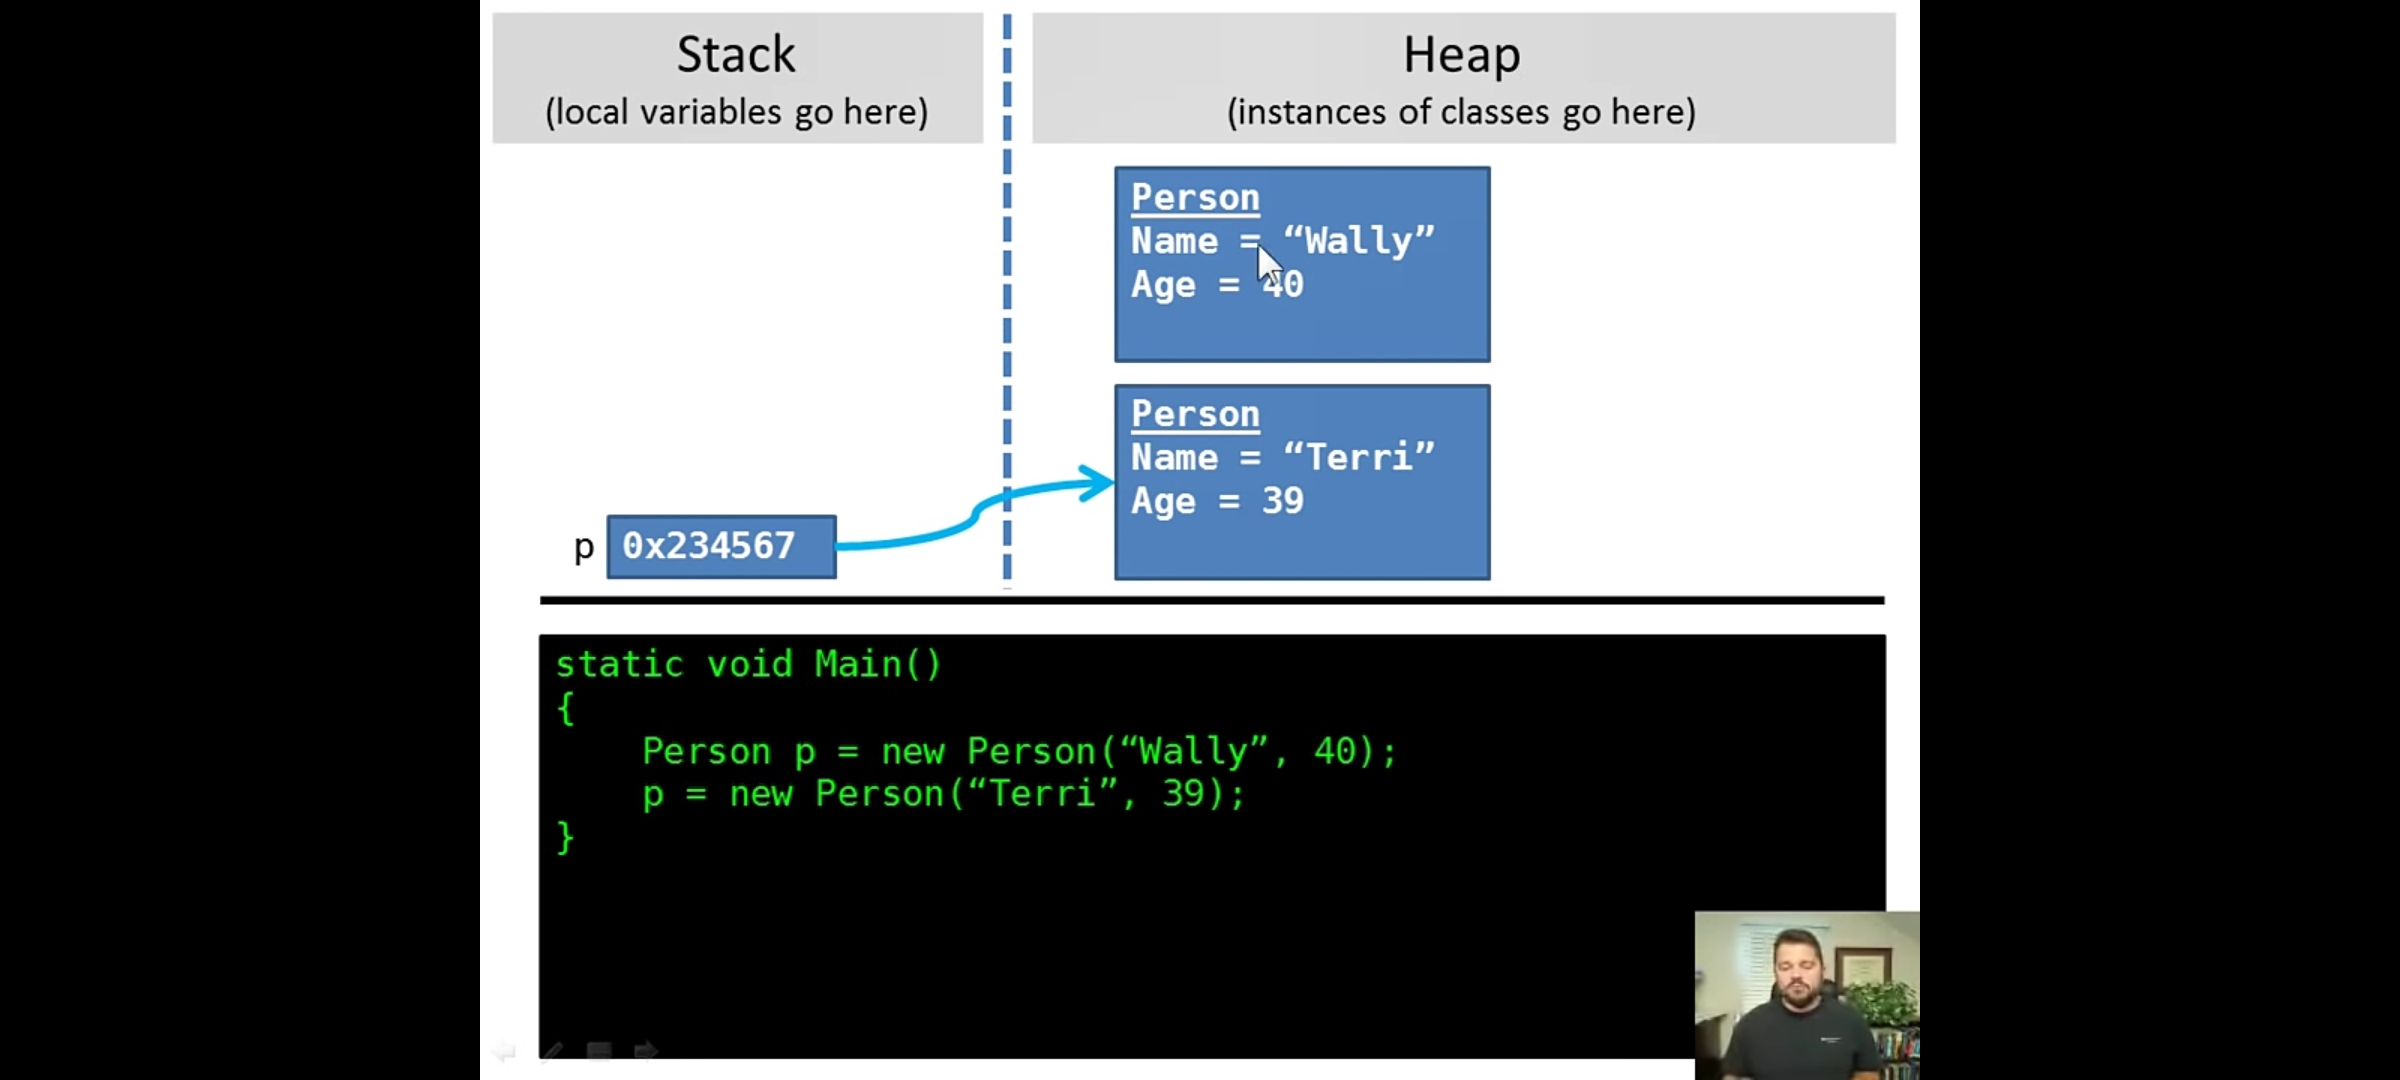 Stack
(local variables go here)
Heap
(instances of classes go here)
Person
Name = “Wally”
Age = 40
Person
Name = “Terri”
Age = 39
p
0x234567
static void Main()
{
    Person p = new Person(“Wally”, 40);
    p = new Person(“Terri”, 39);
}